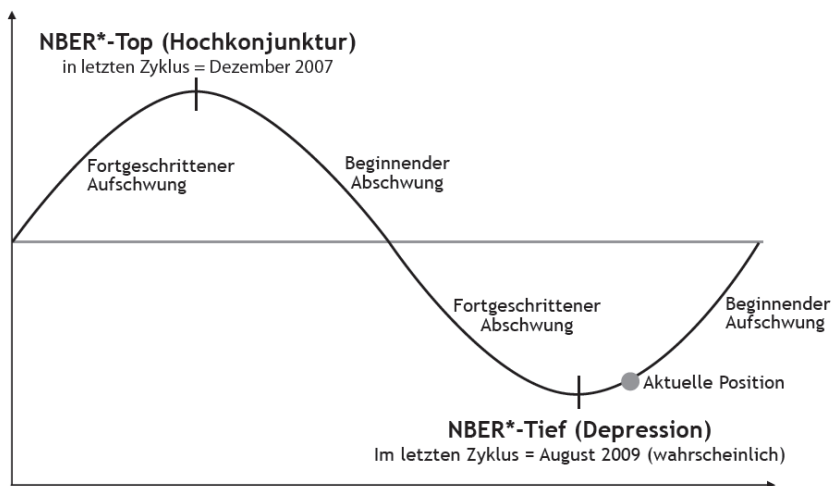 NBER*-Top (Hochkonjunktur)
in letzten Zyklus = Dezember 2007
Fortgeschrittener
Aufschwung
Beginnender
Abschwung
Fortgeschrittener
Abschwung
Beginnender
Aufschwung
Aktuelle Position
NBER*-Tief (Depression)
Im letzten Zyklus = August 2009 (wahrscheinlich)